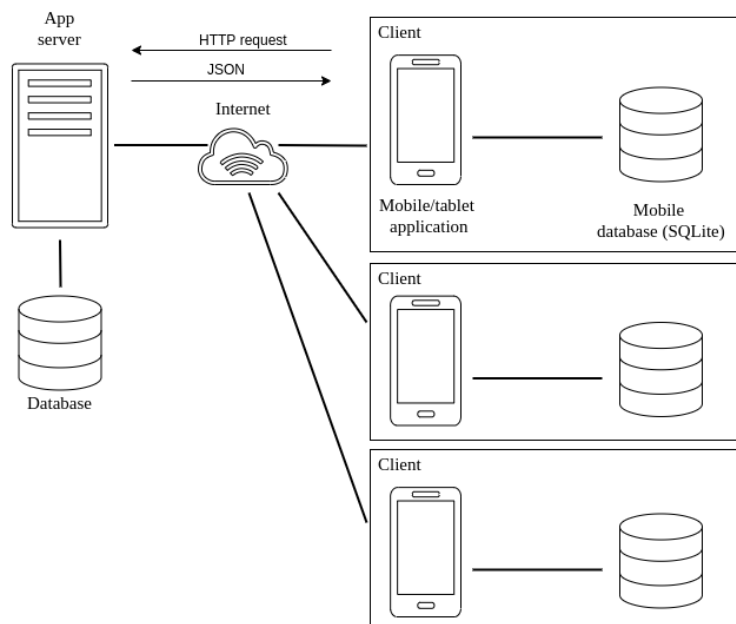 App
server
HTTP request
JSON
Internet
Database
Client
Mobile/tablet
application
Mobile
database (SQLite)
Client
Client